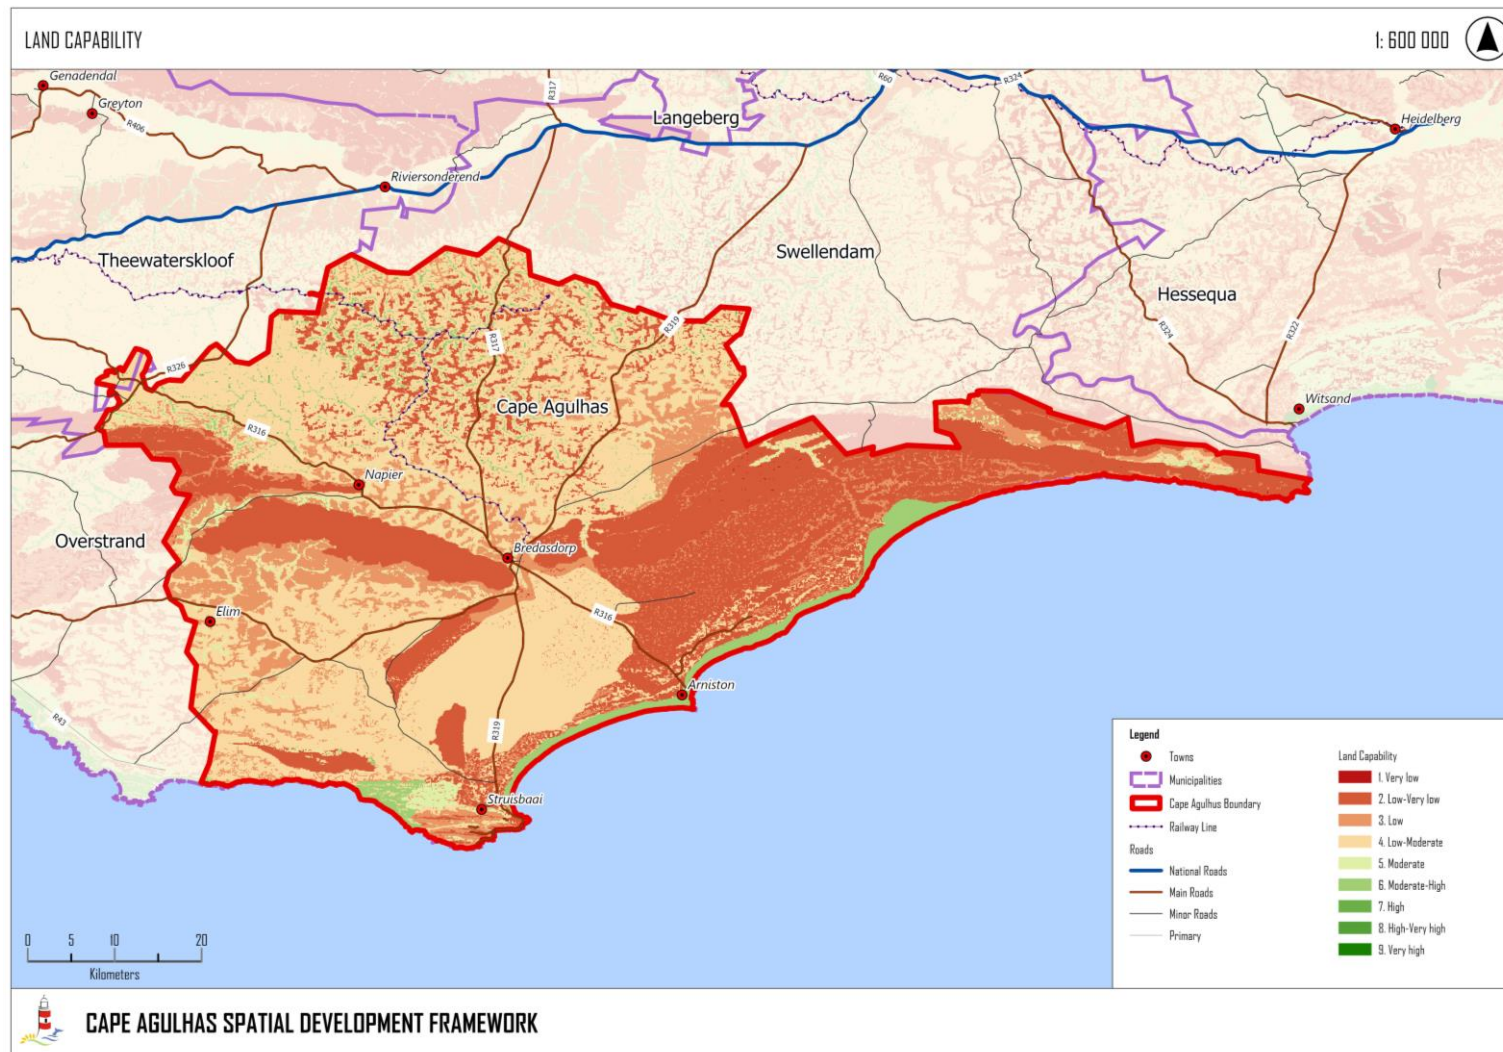 LAND CAPABILITY
1: 600 000
Genadendal
Greyton
R406
R317
Langeberg
R60
R324
Heidelberg
Riviersonderend
Theewaterskloof
Swellendam
Hessequa
R326
R317
R319
R324
R322
Cape Agulhas
Witsand
R316
Napier
Overstrand
Bredasdorp
Elim
R316
Arniston
R43
R319
Struisbaai
Legend
Towns
Municipalities
Cape Agulhus Boundary
Railway Line
Roads
National Roads
Main Roads
Minor Roads
Primary
Land Capability
1. Very low
2. Low-Very low
3. Low
4. Low-Moderate
5. Moderate
6. Moderate-High
7. High
8. High-Very high
9. Very high
0 5 10 20
Kilometers
CAPE AGULHAS SPATIAL DEVELOPMENT FRAMEWORK